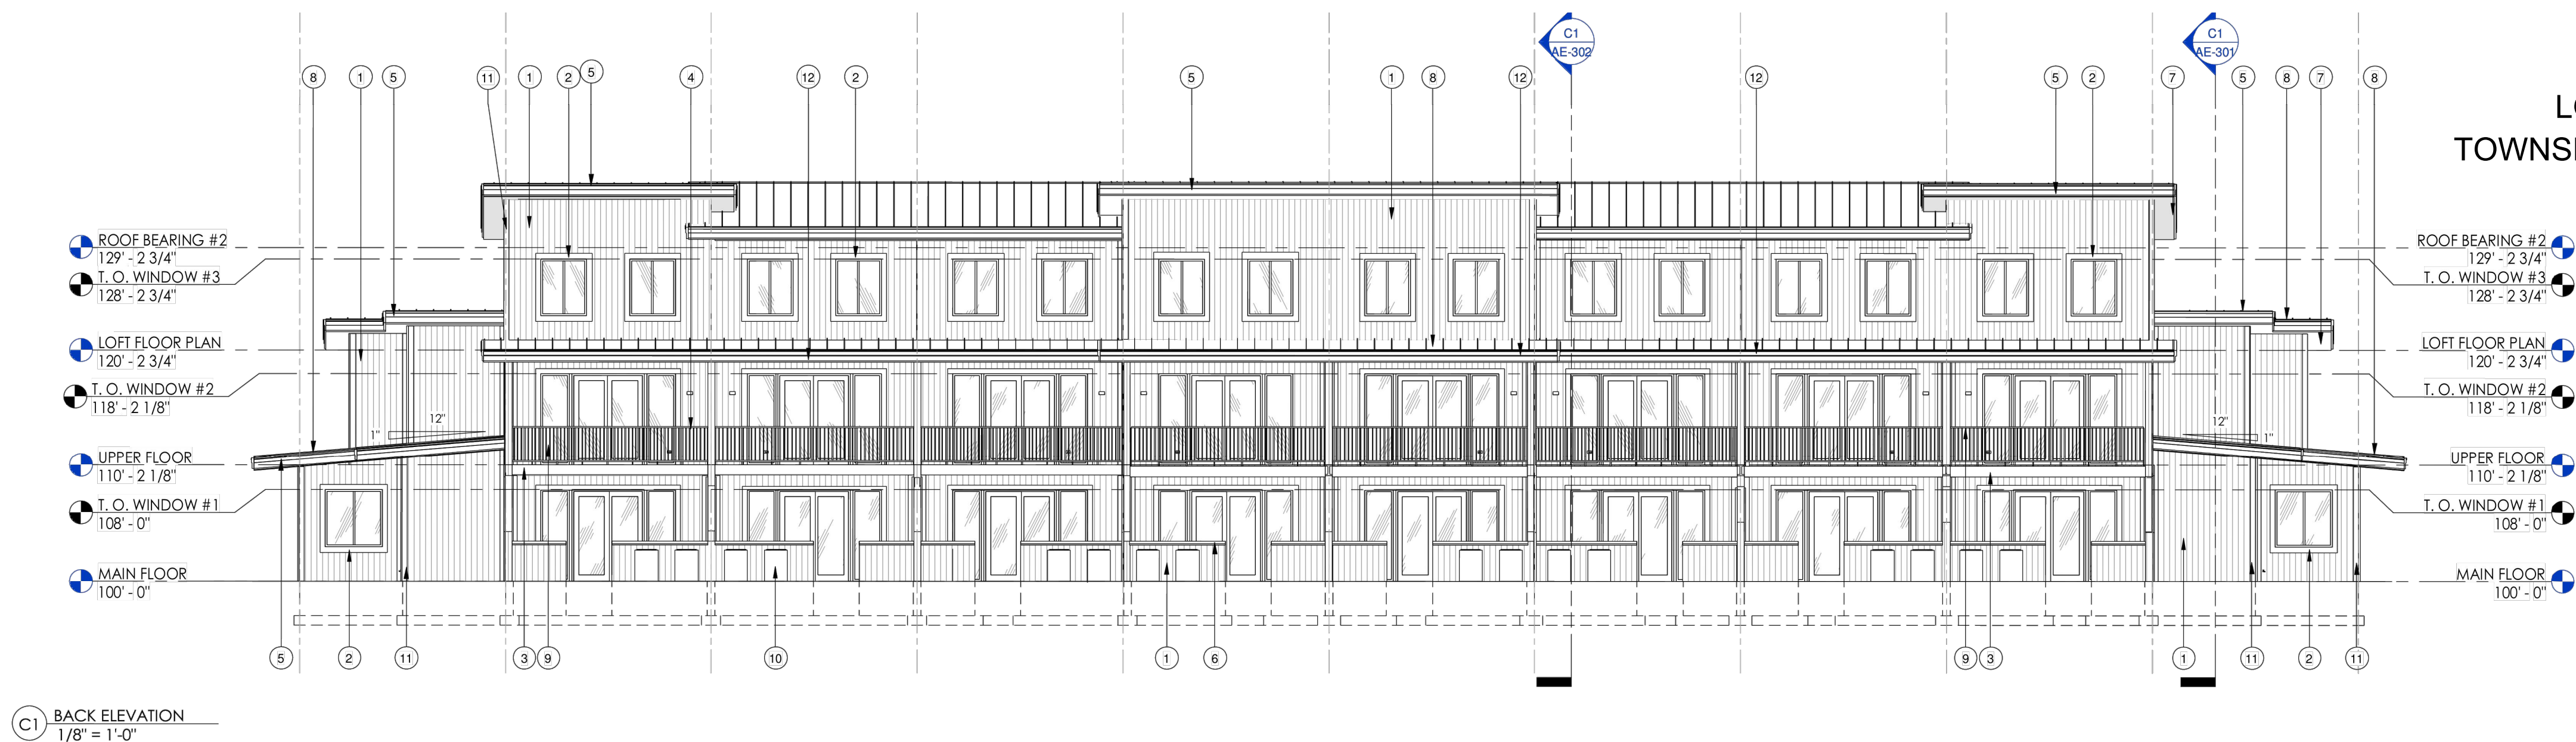 C1
AE-302
C1
AE-301
8 1 5 11 1 2 5 4 12 2 5 1 8 12 12 5 2 7 5 8 7 8
TOWNS
ROOF BEARING #2
129' - 2 3/4"
T. O. WINDOW #3
128' - 2 3/4"
LOFT FLOOR PLAN
120' - 2 3/4"
T. O. WINDOW #2
118' - 2 1/8"
UPPER FLOOR
110' - 2 1/8"
T. O. WINDOW #1
108' - 0"
MAIN FLOOR
100' - 0"
12"
1"
12"
1"
ROOF BEARING #2
129' - 2 3/4"
T. O. WINDOW #3
128' - 2 3/4"
LOFT FLOOR PLAN
120' - 2 3/4"
T. O. WINDOW #2
118' - 2 1/8"
UPPER FLOOR
110' - 2 1/8"
T. O. WINDOW #1
108' - 0"
MAIN FLOOR
100' - 0"
5 2 11 3 9 10 1 6 9 3 1 11 2 11
C1 BACK ELEVATION
1/8" = 1'-0"